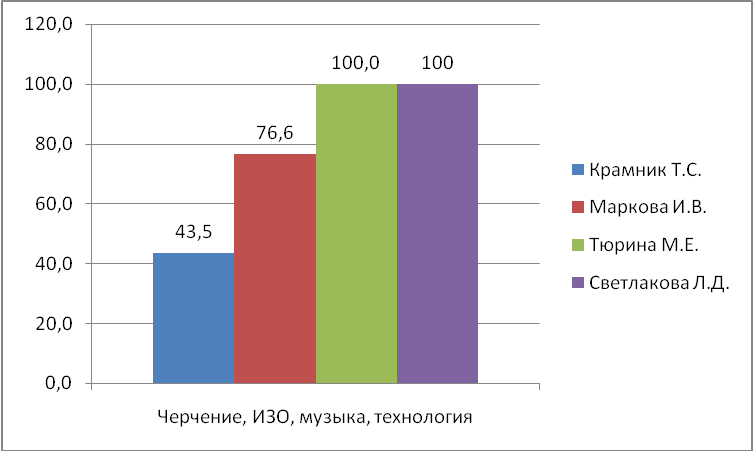 120,0
100,0
80,0
60,0
40,0
20,0
0,0
43,5
76,6
100,0
100
Черчение, ИЗО, музыка, технология
Крамник Т.С.
Маркова И.В.
Тюрина М.Е.
Светлакова Л.Д.